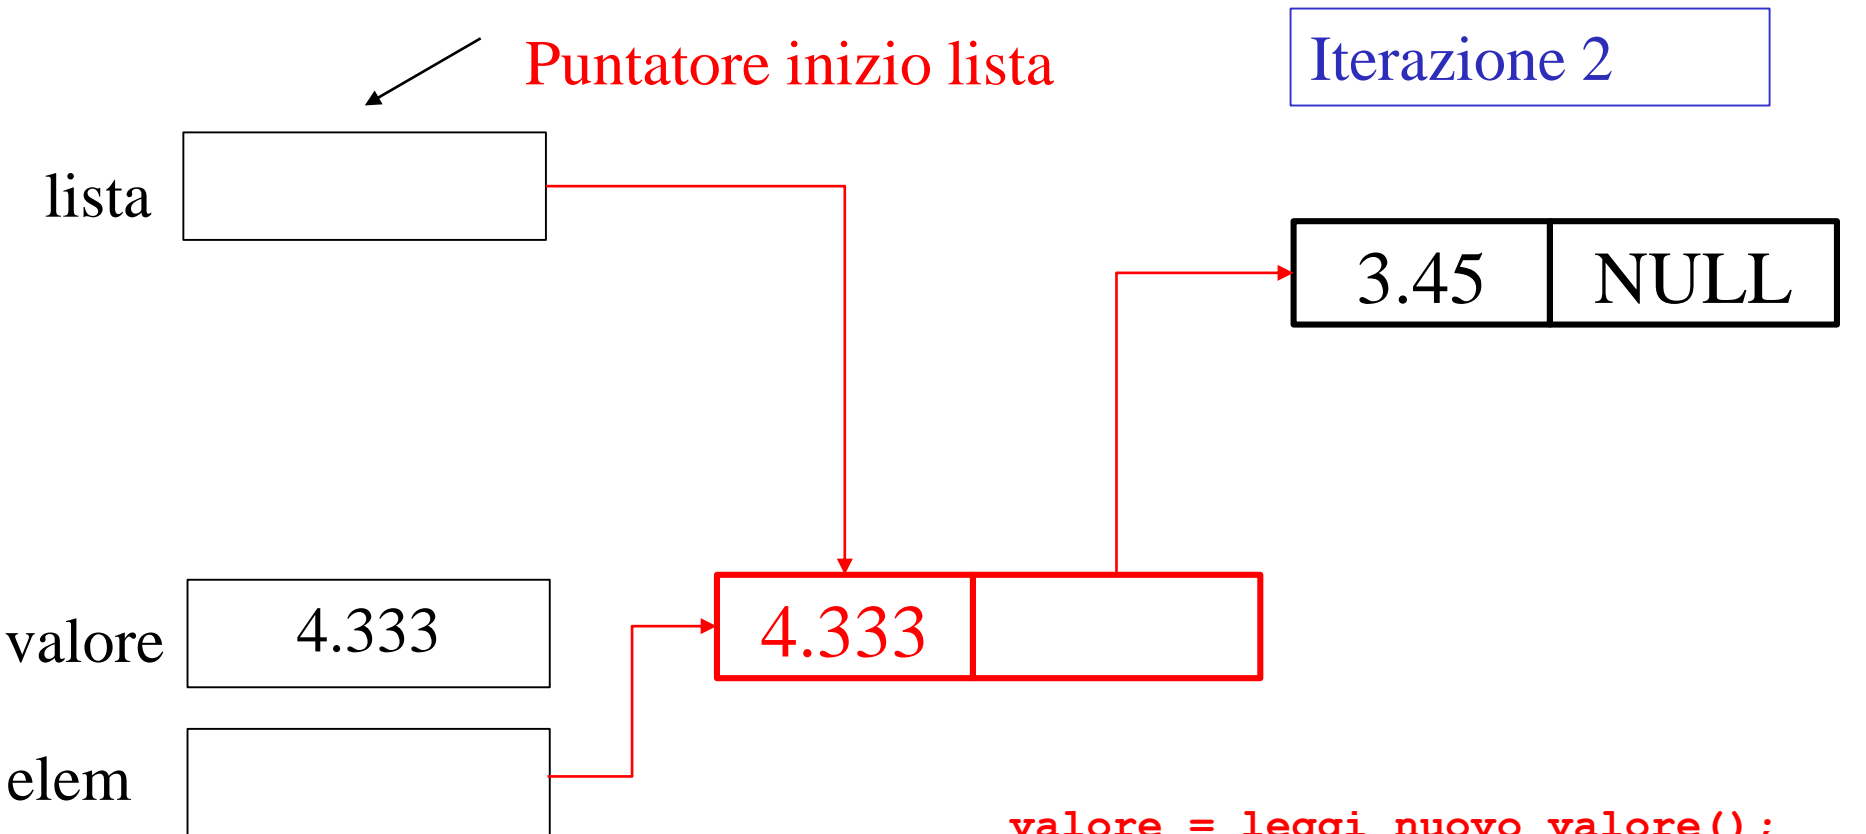 Puntatore inizio lista
Iterazione 2
lista
3.45 NULL
valore 4.333
4.333
elem
valore = leggi_nuovo_valore();